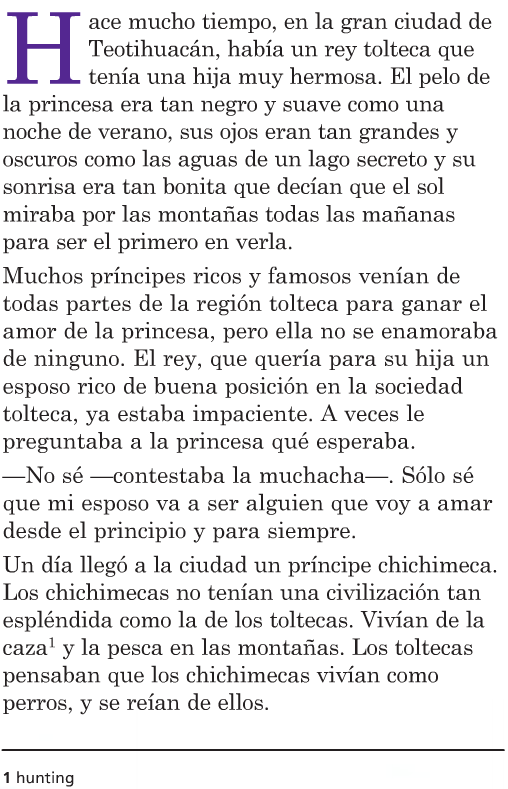 Hace mucho tiempo, en la gran ciudad de
Teotihuacán, había un rey tolteca que
tenía una hija muy hermosa. El pelo de
la princesa era tan negro y suave como una
noche de verano, sus ojos eran tan grandes y
oscuros como las aguas de un lago secreto y su
sonrisa era tan bonita que decían que el sol
miraba por las montañas todas las mañanas
para ser el primero en verla.
Muchos príncipes ricos y famosos venían de
todas partes de la región tolteca para ganar el
amor de la princesa, pero ella no se enamoraba
de ninguno. El rey, que quería para su hija un
esposo rico de buena posición en la sociedad
tolteca, ya estaba impaciente. A veces le
preguntaba a la princesa qué esperaba.
—No sé —contestaba la muchacha—. Sólo sé
que mi esposo va a ser alguien que voy a amar
desde el principio y para siempre.
Un día llegó a la ciudad un príncipe chichimeca.
Los chichimecas no tenían una civilización tan
espléndida como la de los toltecas. Vivían de la
caza¹ y la pesca en las montañas. Los toltecas
pensaban que los chichimecas vivían como
perros, y se reían de ellos.
1 hunting